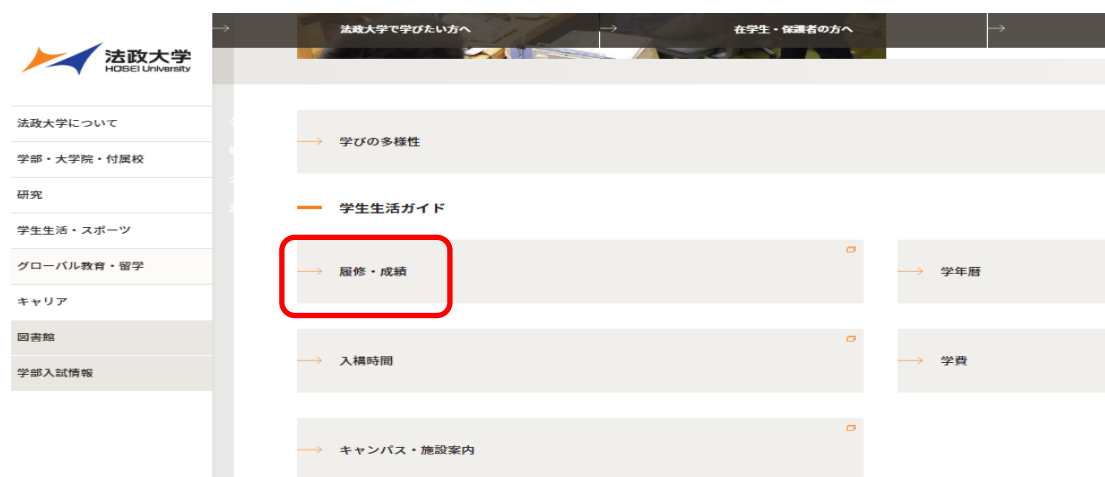 法政大学で学びたい方へ
在学生・保護者の方へ
法政大学
HOSEI University
法政大学について
学部・大学院・付属校
研究
学生生活・スポーツ
グローバル教育・留学
キャリア
図書館
学部入試情報
学びの多様性
学生生活ガイド
履修・成績
学年暦
入構時間
学費
キャンパス・施設案内